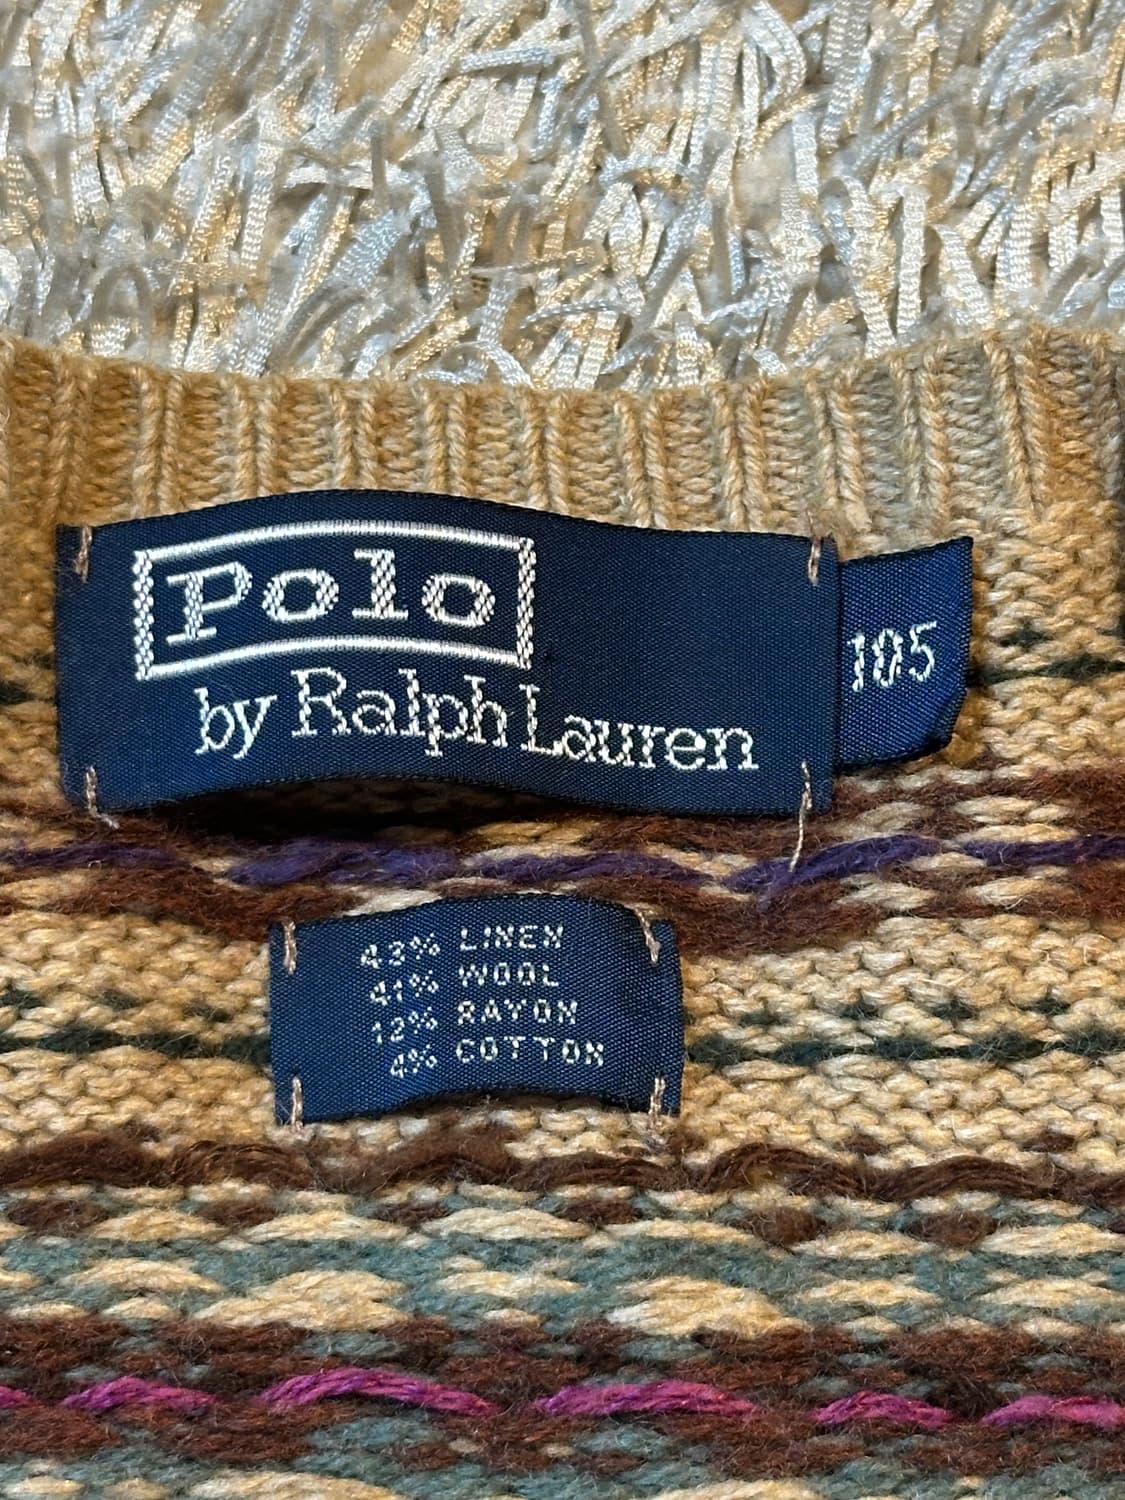 Polo
by Ralph Lauren
105
43% LINEN
41% WOOL
12% RAYON
4% COTTON